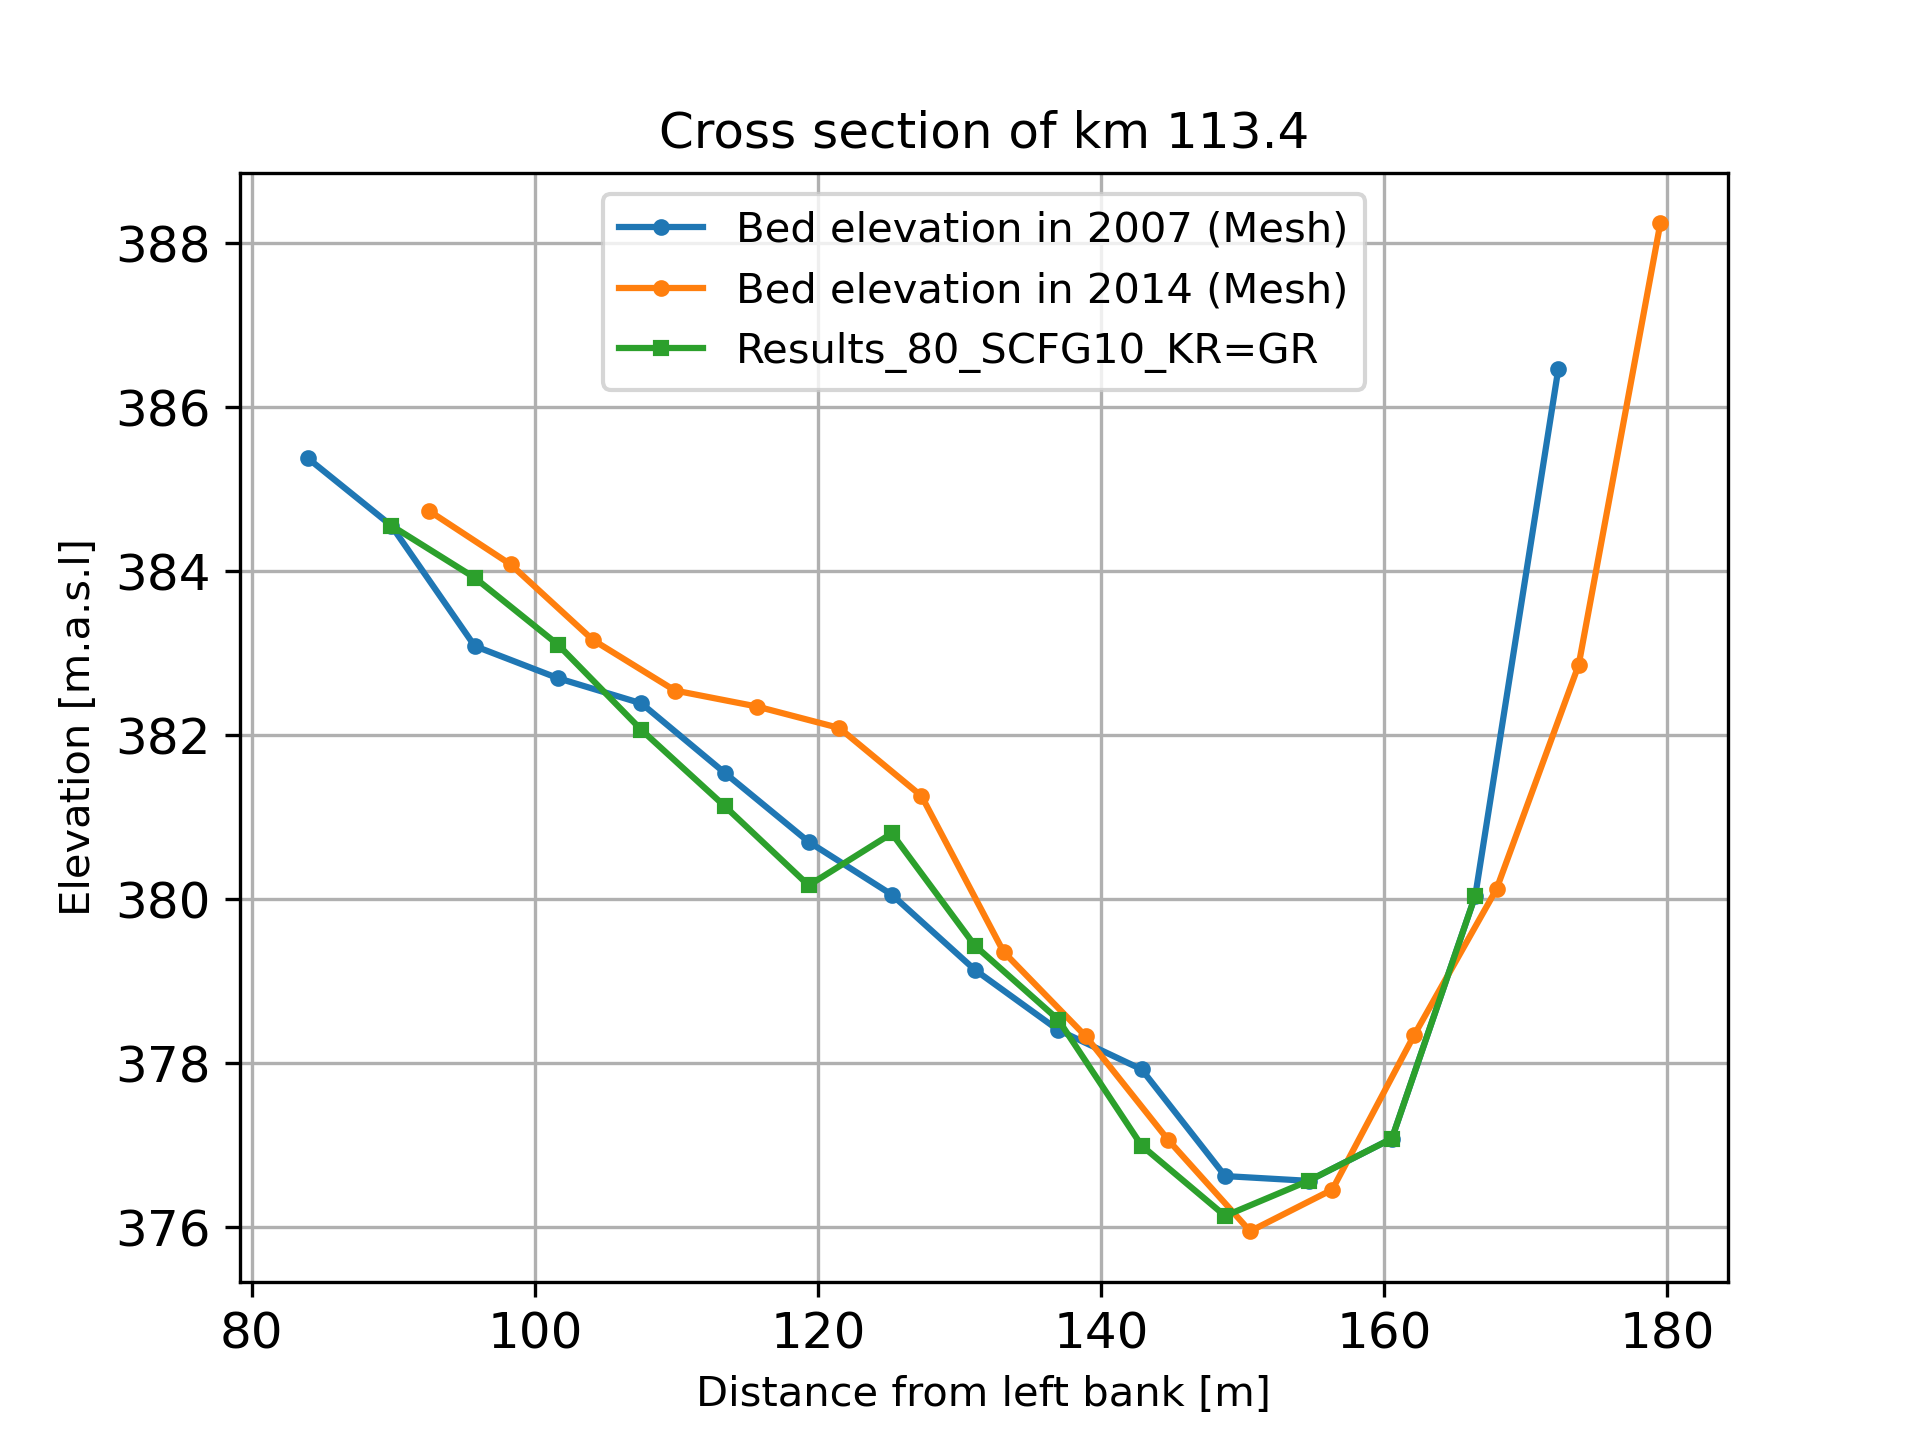 Cross section of km 113.4
Bed elevation in 2007 (Mesh)
Bed elevation in 2014 (Mesh)
Results_80_SCFG10_KR=GR
388
386
384
382
380
378
376
Elevation [m.a.s.l]
80 100 120 140 160 180
Distance from left bank [m]